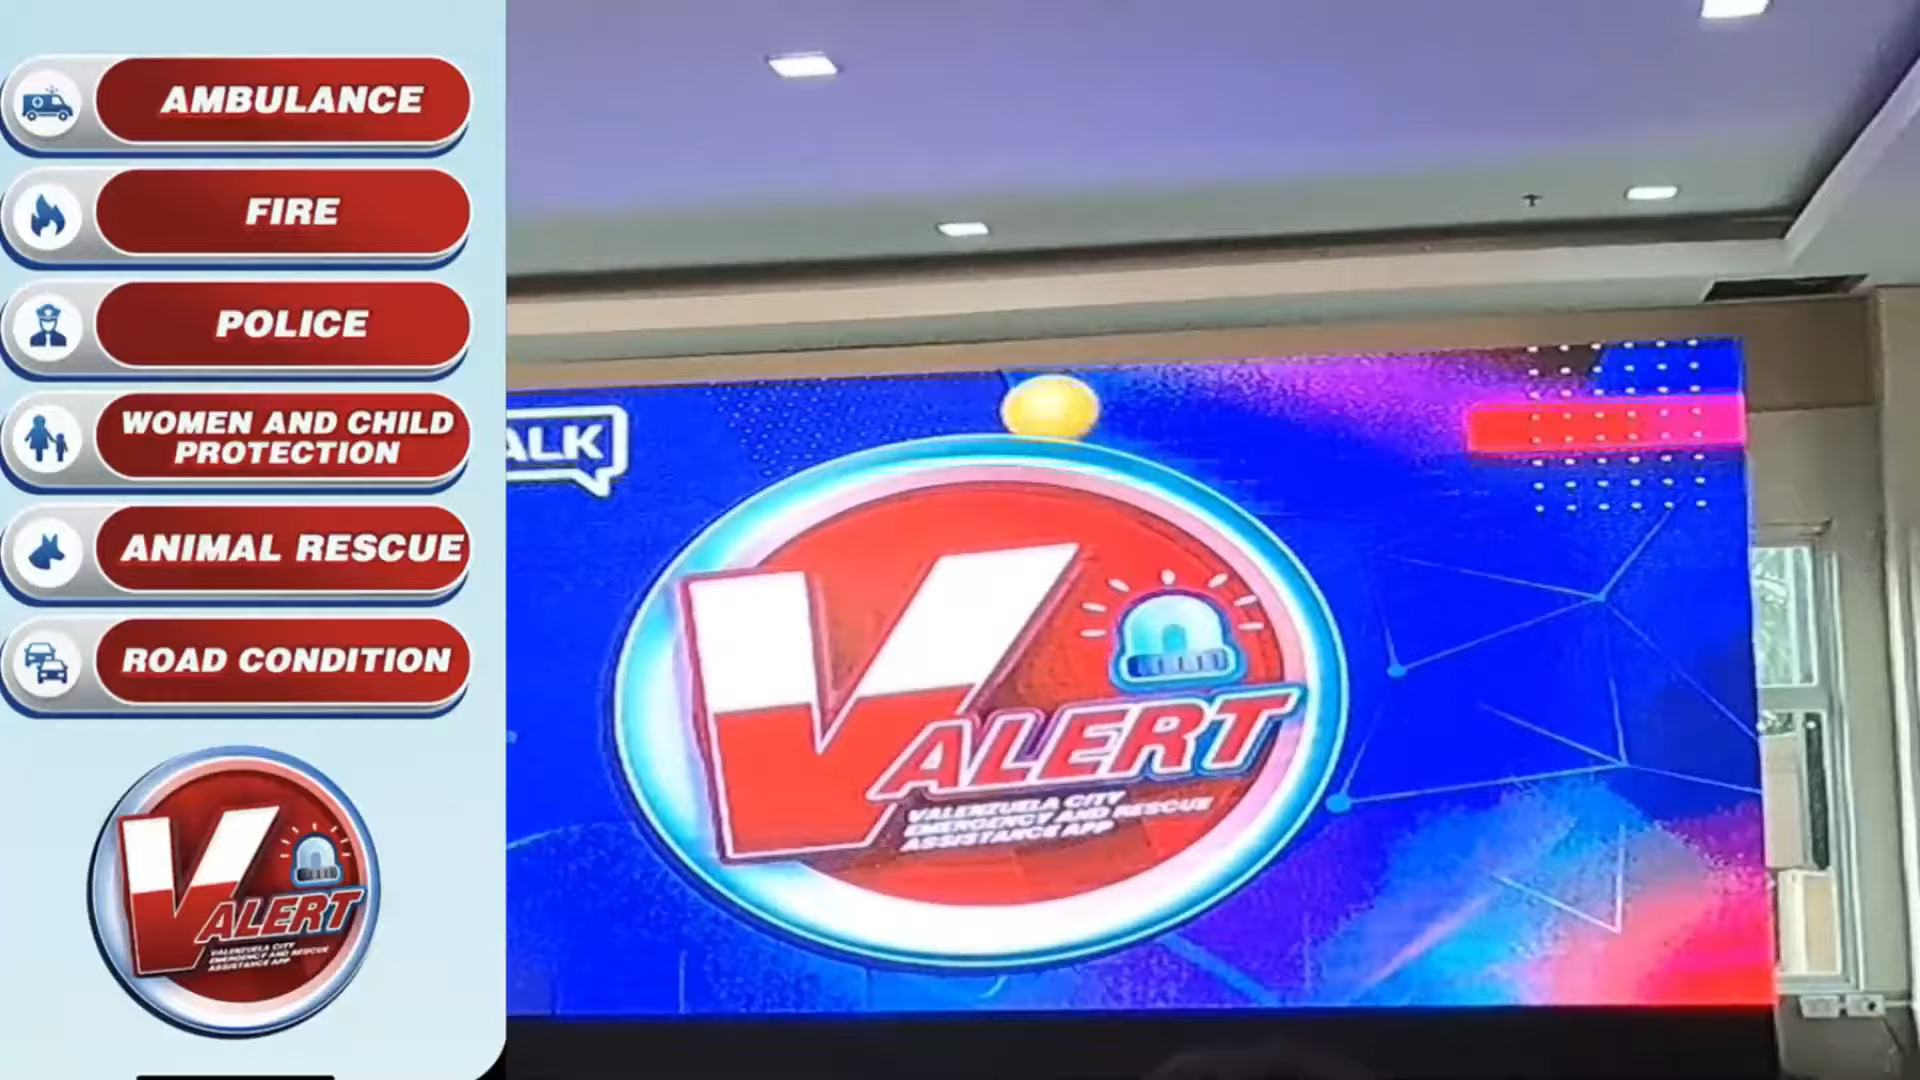 AMBULANCE
FIRE
POLICE
WOMEN AND CHILD
PROTECTION
ANIMAL RESCUE
ROAD CONDITION
VALERT
VALENZUELA CITY
EMERGENCY AND RESCUE
ASSISTANCE APP
ALK
VALERT
VALENZUELA CITY
EMERGENCY AND RESCUE
ASSISTANCE APP